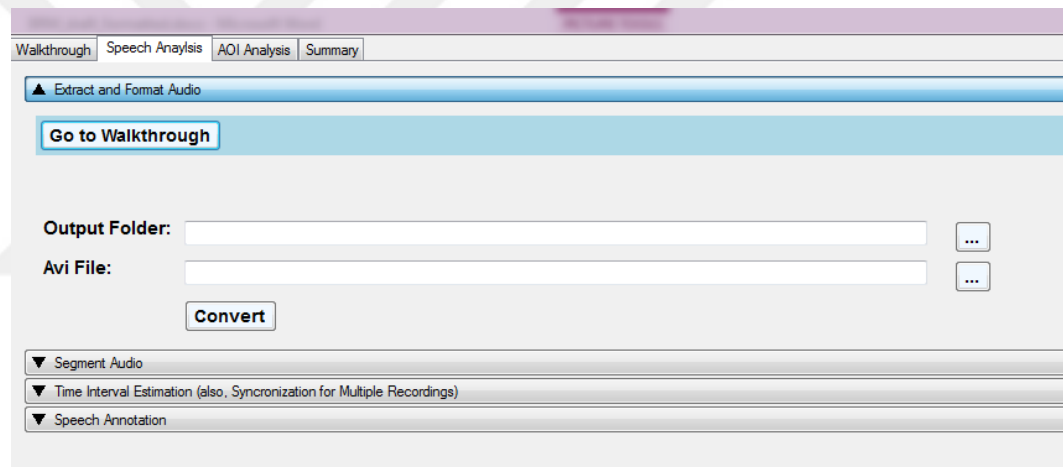 Walkthrough Speech Anaylsis AOI Analysis Summary
Extract and Format Audio
Go to Walkthrough
Output Folder: ...
Avi File: ...
Convert
Segment Audio
Time Interval Estimation (also, Syncronization for Multiple Recordings)
Speech Annotation